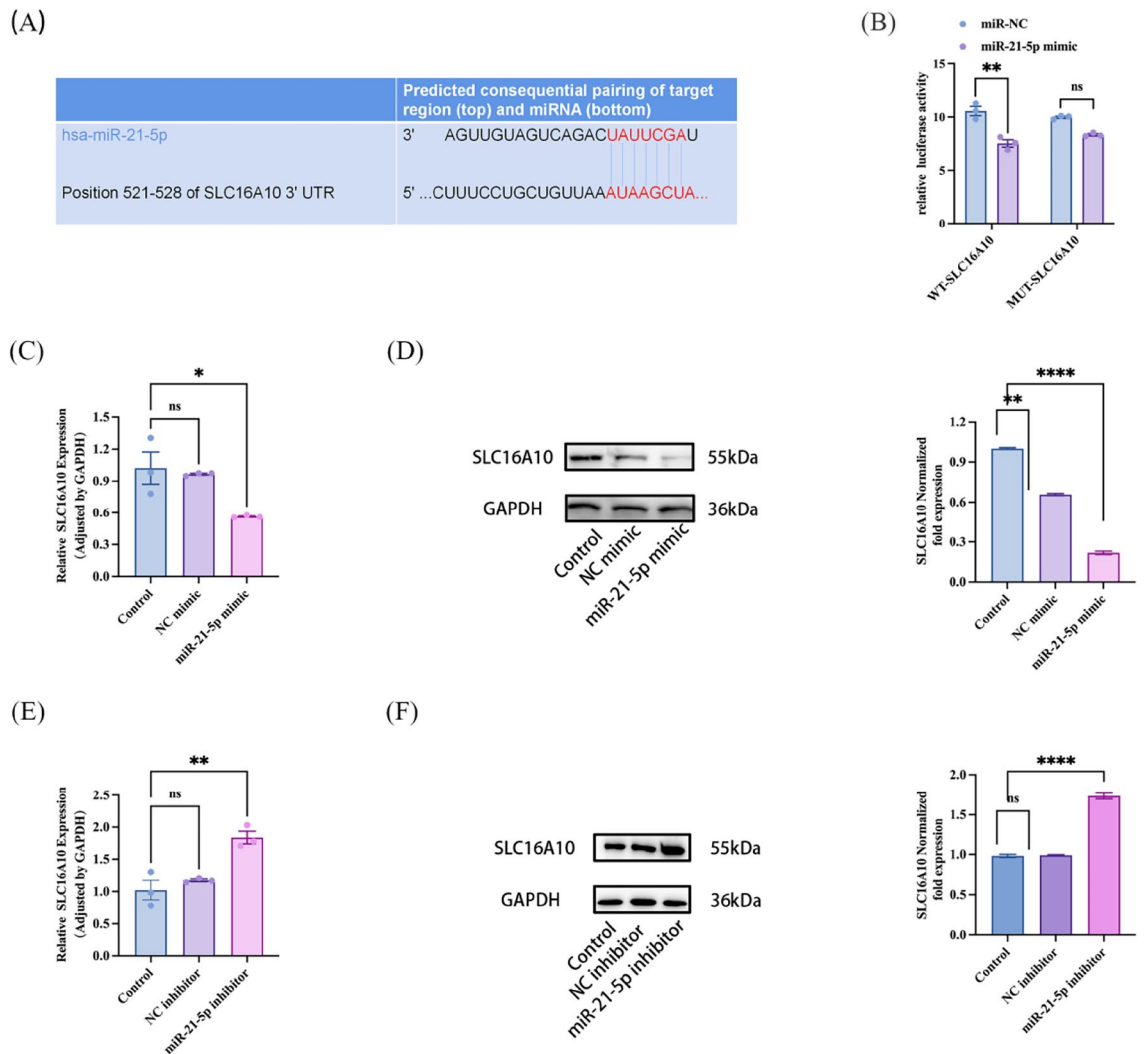 (A)
Predicted consequential pairing of target
region (top) and miRNA (bottom)
hsa-miR-21-5p
3' AGUUGUAGUCAGACUAUUCGAU
Position 521-528 of SLC16A10 3' UTR
5' ...CUUUCCUGCUGUUAAAUAAGCUA...
(B)
miR-NC
miR-21-5p mimic
relative luciferase activity
15
10
5
0
**
ns
WT-SLC16A10
MUT-SLC16A10
(C)
Relative SLC16A10 Expression
(Adjusted by GAPDH)
1.5
1.2
0.9
0.6
0.3
0.0
*
ns
Control
NC mimic
miR-21-5p mimic
(D)
SLC16A10
55kDa
GAPDH
36kDa
Control
NC mimic
miR-21-5p mimic
SLC16A10 Normalized
fold expression
1.2
0.9
0.6
0.3
0.0
****
**
Control
NC mimic
miR-21-5p mimic
(E)
Relative SLC16A10 Expression
(Adjusted by GAPDH)
2.5
2.0
1.5
1.0
0.5
0.0
**
ns
Control
NC inhibitor
miR-21-5p inhibitor
(F)
SLC16A10
55kDa
GAPDH
36kDa
Control
NC inhibitor
miR-21-5p inhibitor
SLC16A10 Normalized
fold expression
2.0
1.5
1.0
0.5
0.0
****
ns
Control
NC inhibitor
miR-21-5p inhibitor